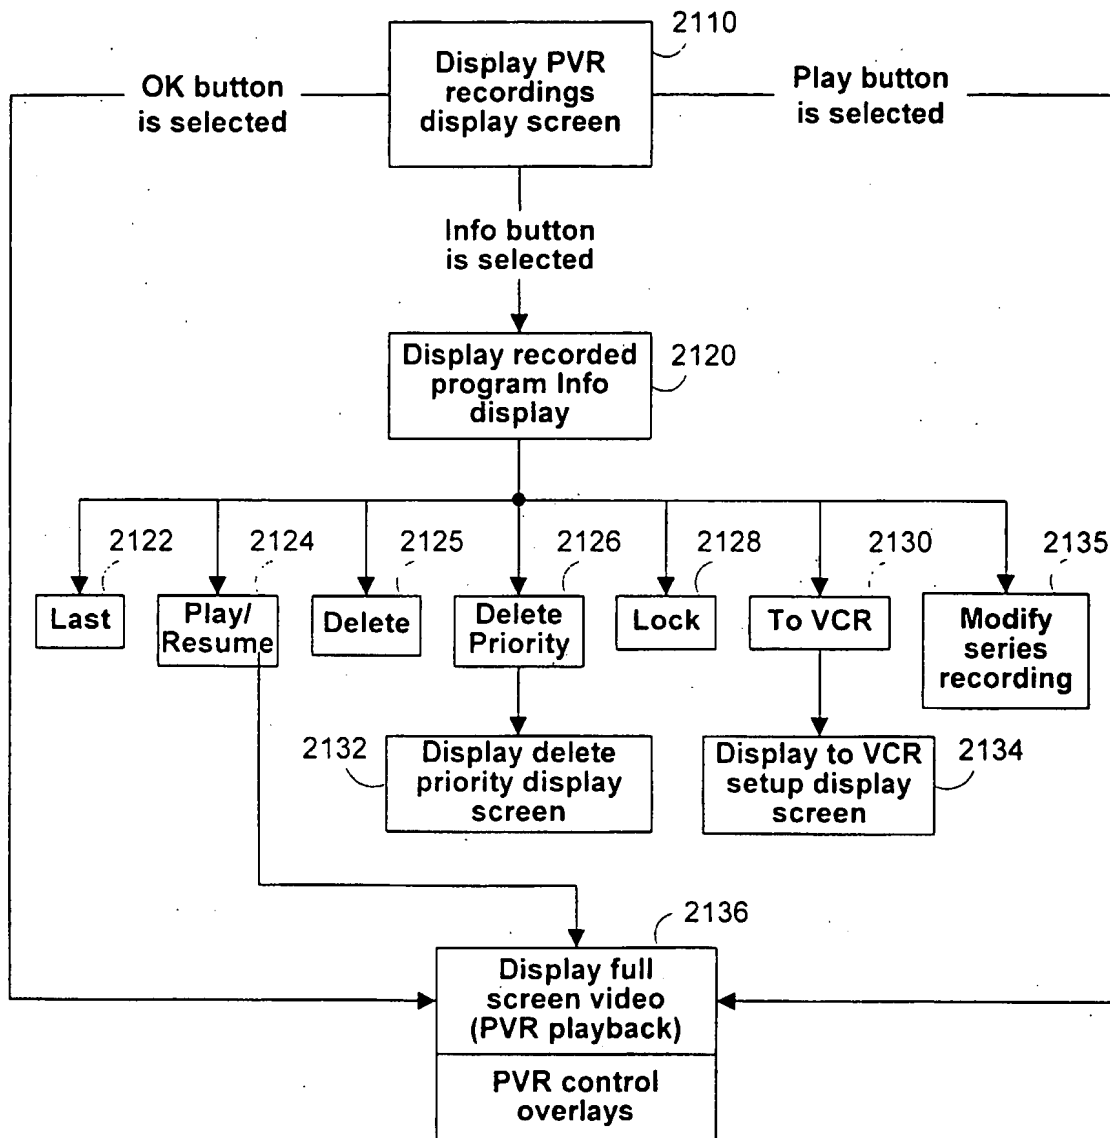 2110
Display PVR
recordings
display screen
OK button
is selected
Play button
is selected
Info button
is selected
Display recorded
program Info
display
2120
2122
2124
2125
2126
2128
2130
2135
Last
Play/
Resume
Delete
Delete
Priority
Lock
To VCR
Modify
series
recording
2132
Display delete
priority display
screen
Display to VCR
setup display
screen
2134
2136
Display full
screen video
(PVR playback)
PVR control
overlays